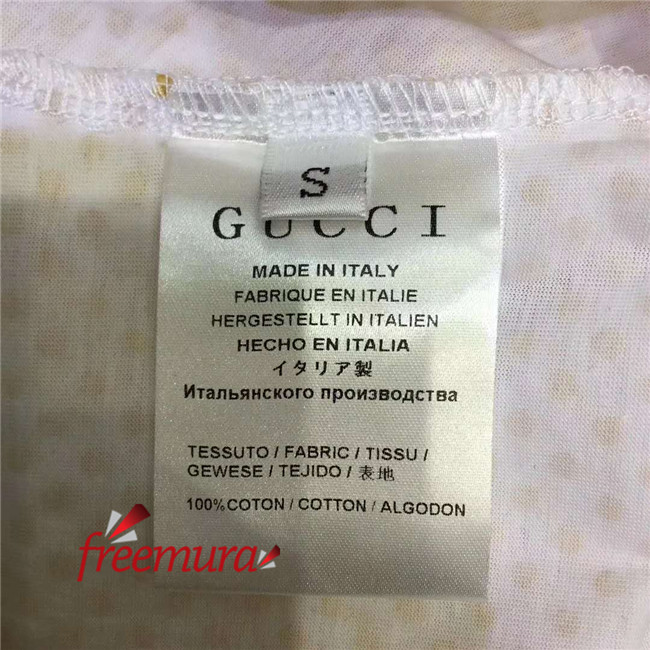 S
GUCCI
MADE IN ITALY
FABRIQUE EN ITALIE
HERGESTELLT IN ITALIEN
HECHO EN ITALIA
イタリア製
Итальянского производства
TESSUTO / FABRIC / TISSU /
GEWESE / TEJIDO / 表地
100% COTON / COTTON / ALGODON
freemura